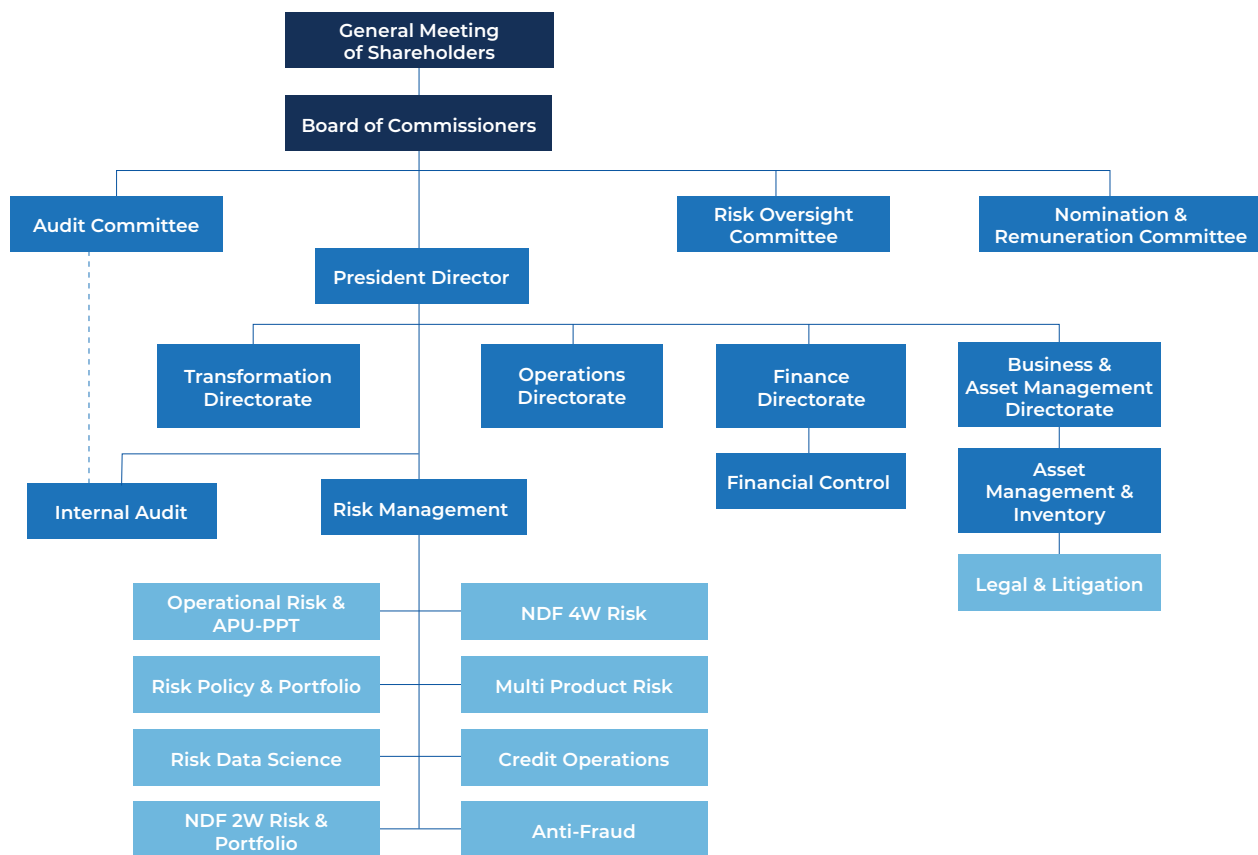 General Meeting
of Shareholders
Board of Commissioners
Audit Committee
Risk Oversight
Committee
Nomination &
Remuneration Committee
President Director
Transformation
Directorate
Operations
Directorate
Finance
Directorate
Business &
Asset Management
Directorate
Internal Audit
Risk Management
Financial Control
Asset
Management &
Inventory
Legal & Litigation
Operational Risk &
APU-PPT
NDF 4W Risk
Risk Policy & Portfolio
Multi Product Risk
Risk Data Science
Credit Operations
NDF 2W Risk &
Portfolio
Anti-Fraud